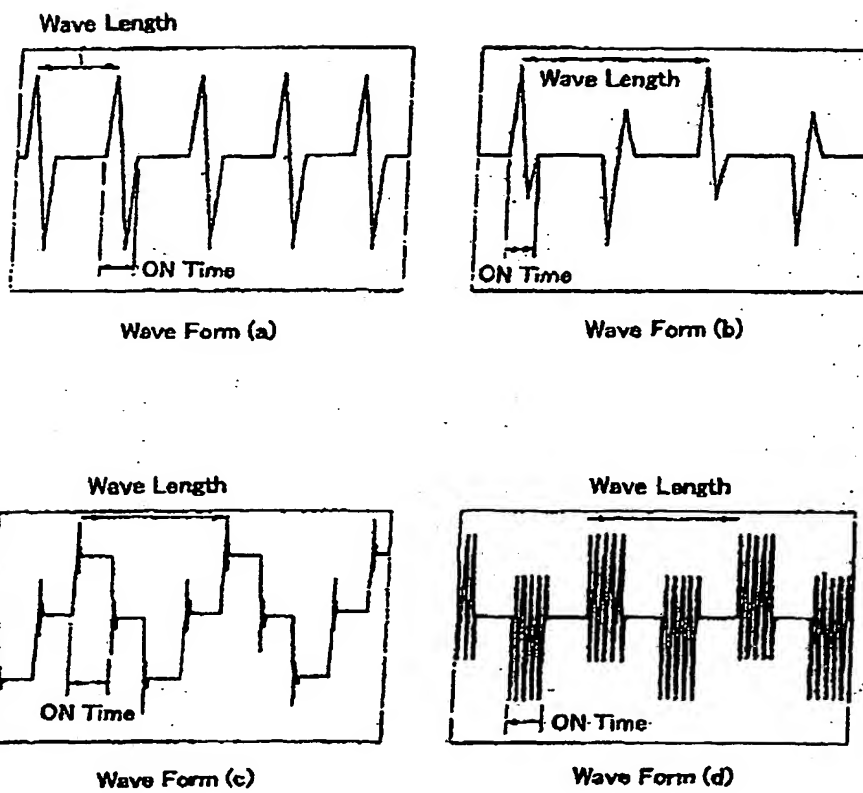 Wave Length
ON Time
Wave Form (a)
Wave Length
ON Time
Wave Form (b)
Wave Length
ON Time
Wave Form (c)
Wave Length
ON Time
Wave Form (d)